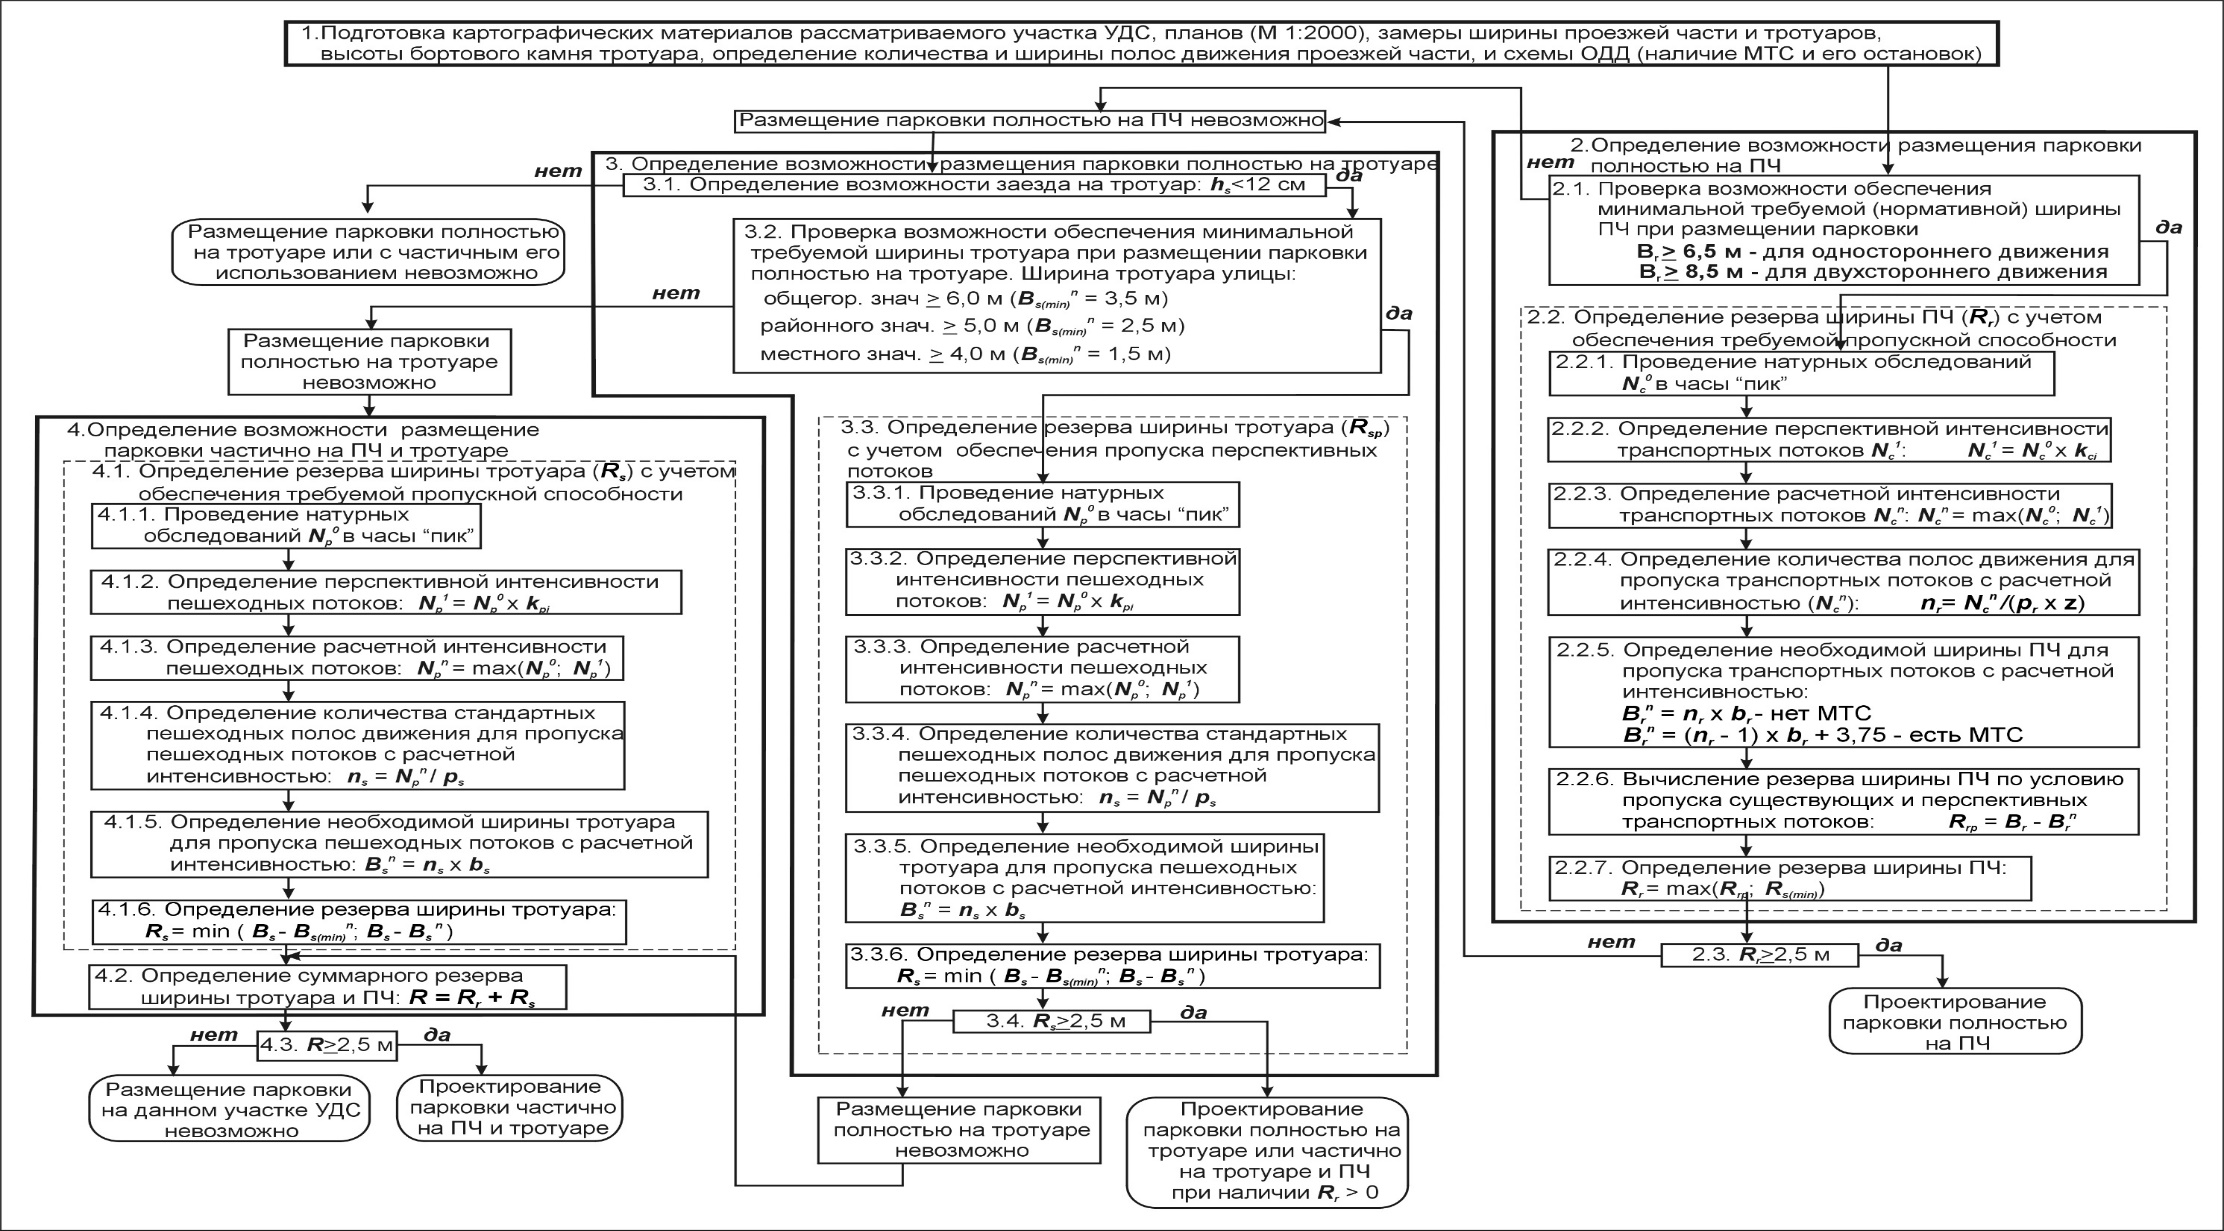 1.Подготовка картографических материалов рассматриваемого участка УДС, планов (М 1:2000), замеры ширины проезжей части и тротуаров,
высоты бортового камня тротуара, определение количества и ширины полос движения проезжей части, и схемы ОДД (наличие МТС и его остановок)
Размещение парковки полностью на ПЧ невозможно
2.Определение возможности размещения парковки
полностью на ПЧ
нет
2.1. Проверка возможности обеспечения
минимальной требуемой (нормативной) ширины
ПЧ при размещении парковки
Br ≥ 6,5 м - для одностороннего движения
Br ≥ 8,5 м - для двухстороннего движения
да
2.2. Определение резерва ширины ПЧ (Rr) с учетом
обеспечения требуемой пропускной способности
2.2.1. Проведение натурных обследований
Nc⁰ в часы “пик”
2.2.2. Определение перспективной интенсивности
транспортных потоков Nc¹: Nc¹ = Nc⁰ x kci
2.2.3. Определение расчетной интенсивности
транспортных потоков Ncⁿ: Ncⁿ = max(Nc⁰; Nc¹)
2.2.4. Определение количества полос движения для
пропуска транспортных потоков с расчетной
интенсивностью (Ncⁿ): nr = Ncⁿ/(pr x z)
2.2.5. Определение необходимой ширины ПЧ для
пропуска транспортных потоков с расчетной
интенсивностью:
Brⁿ = nr x br - нет МТС
Brⁿ = (nr - 1) x br + 3,75 - есть МТС
2.2.6. Вычисление резерва ширины ПЧ по условию
пропуска существующих и перспективных
транспортных потоков: Rrp = Br - Brⁿ
2.2.7. Определение резерва ширины ПЧ:
Rr = max(Rrp; Rs(min))
нет
2.3. Rr≥2,5 м
да
Проектирование
парковки полностью
на ПЧ
3. Определение возможности размещения парковки полностью на тротуаре
нет
3.1. Определение возможности заезда на тротуар: hs<12 см
да
Размещение парковки полностью
на тротуаре или с частичным его
использованием невозможно
3.2. Проверка возможности обеспечения минимальной
требуемой ширины тротуара при размещении парковки
полностью на тротуаре. Ширина тротуара улицы:
общегор. знач ≥ 6,0 м (Bs(min)ⁿ = 3,5 м)
районного знач. ≥ 5,0 м (Bs(min)ⁿ = 2,5 м)
местного знач. ≥ 4,0 м (Bs(min)ⁿ = 1,5 м)
нет
да
Размещение парковки
полностью на тротуаре
невозможно
3.3. Определение резерва ширины тротуара (Rsp)
с учетом обеспечения пропуска перспективных
потоков
3.3.1. Проведение натурных
обследований Np⁰ в часы “пик”
3.3.2. Определение перспективной
интенсивности пешеходных
потоков: Np¹ = Np⁰ x kpi
3.3.3. Определение расчетной
интенсивности пешеходных
потоков: Npⁿ = max(Np⁰; Np¹)
3.3.4. Определение количества стандартных
пешеходных полос движения для пропуска
пешеходных потоков с расчетной
интенсивностью: ns = Npⁿ/ ps
3.3.5. Определение необходимой ширины
тротуара для пропуска пешеходных
потоков с расчетной интенсивностью:
Bsⁿ = ns x bs
3.3.6. Определение резерва ширины тротуара:
Rs = min ( Bs - Bs(min)ⁿ; Bs - Bsⁿ)
нет
3.4. Rs≥2,5 м
да
Размещение парковки
полностью на тротуаре
невозможно
Проектирование
парковки полностью на
тротуаре или частично
на тротуаре и ПЧ
при наличии Rr > 0
4.Определение возможности размещение
парковки частично на ПЧ и тротуаре
4.1. Определение резерва ширины тротуара (Rs) с учетом
обеспечения требуемой пропускной способности
4.1.1. Проведение натурных
обследований Np⁰ в часы “пик”
4.1.2. Определение перспективной интенсивности
пешеходных потоков: Np¹ = Np⁰ x kpi
4.1.3. Определение расчетной интенсивности
пешеходных потоков: Npⁿ = max(Np⁰; Np¹)
4.1.4. Определение количества стандартных
пешеходных полос движения для пропуска
пешеходных потоков с расчетной
интенсивностью: ns = Npⁿ/ ps
4.1.5. Определение необходимой ширины тротуара
для пропуска пешеходных потоков с расчетной
интенсивностью: Bsⁿ = ns x bs
4.1.6. Определение резерва ширины тротуара:
Rs = min ( Bs - Bs(min)ⁿ; Bs - Bsⁿ)
4.2. Определение суммарного резерва
ширины тротуара и ПЧ: R = Rr + Rs
нет
4.3. R≥2,5 м
да
Размещение парковки
на данном участке УДС
невозможно
Проектирование
парковки частично
на ПЧ и тротуаре